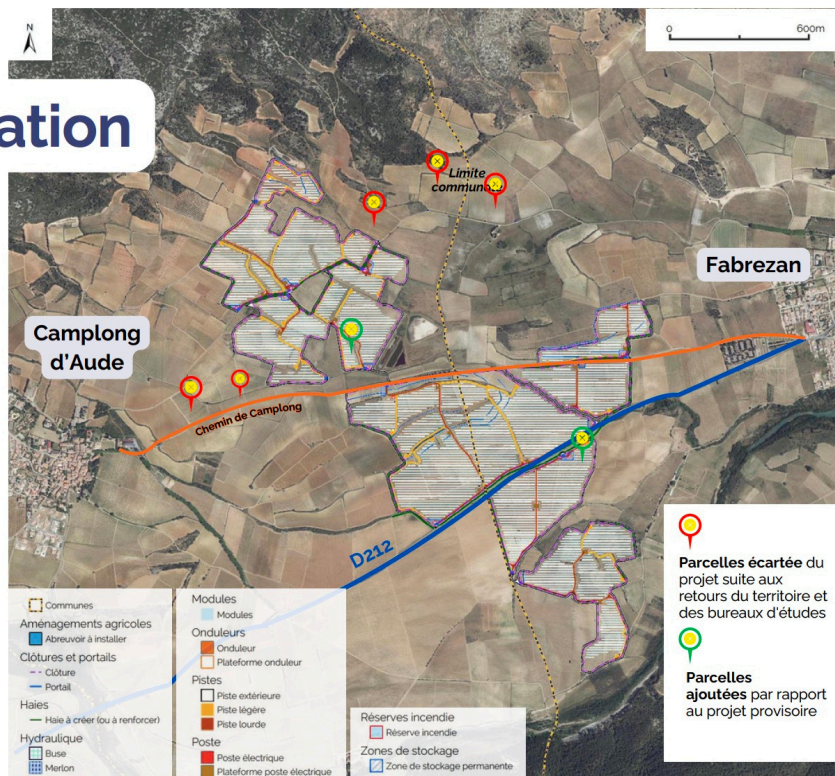 N
0
600m
ation
Limite
Fabrezan
Camplong
d'Aude
Chemin de Camplong
D212
Communes
Aménagements agricoles
Abreuvoir à installer
Clôtures et portails
Clôture
Portail
Haies
Haie à créer (ou à renforcer)
Hydraulique
Buse
Merlon
Modules
Modules
Onduleurs
Onduleur
Plateforme onduleur
Pistes
Piste extérieure
Piste légère
Piste lourde
Poste
Poste électrique
Plateforme poste électrique
Réserves incendie
Réserve incendie
Zones de stockage
Zone de stockage permanente
Parcelles écartée du
projet suite aux
retours du territoire et
des bureaux d'études
Parcelles
ajoutées par rapport
au projet provisoire